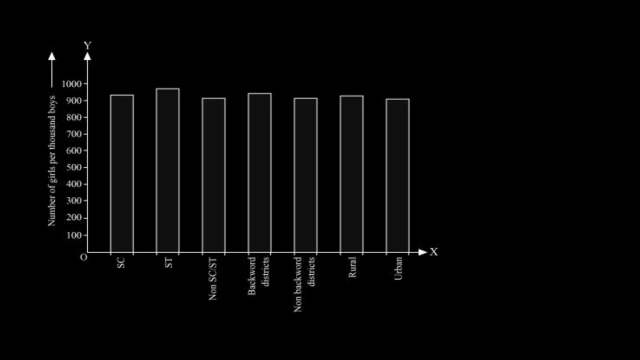 Y
Number of girls per thousand boys
1000
900
800
700
600
500
400
300
200
100
O
X
SC
ST
Non SC/ST
Backword
districts
Non backword
districts
Rural
Urban